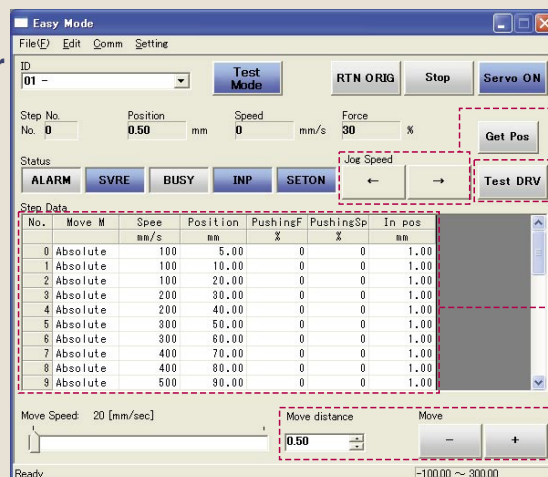 Easy Mode
File(F) Edit Comm Setting
ID
01 -
Test Mode
RTN ORIG
Stop
Servo ON
Step No.
Position
Speed
Force
No. 0
0.50 mm
0 mm/s
30 %
Get Pos
Status
Jog Speed
ALARM SVRE BUSY INP SETON
← →
Test DRV
Step Data
No. Move M Spee Position PushingF PushingSp In pos
mm/s mm % % mm
0 Absolute 100 5.00 0 0 1.00
1 Absolute 100 10.00 0 0 1.00
2 Absolute 100 20.00 0 0 1.00
3 Absolute 200 30.00 0 0 1.00
4 Absolute 200 40.00 0 0 1.00
5 Absolute 300 50.00 0 0 1.00
6 Absolute 300 60.00 0 0 1.00
7 Absolute 400 70.00 0 0 1.00
8 Absolute 400 80.00 0 0 1.00
9 Absolute 500 90.00 0 0 1.00
Move Speed: 20 [mm/sec]
Move distance
Move
0.50
- +
Ready
-100.00 ~ 300.00